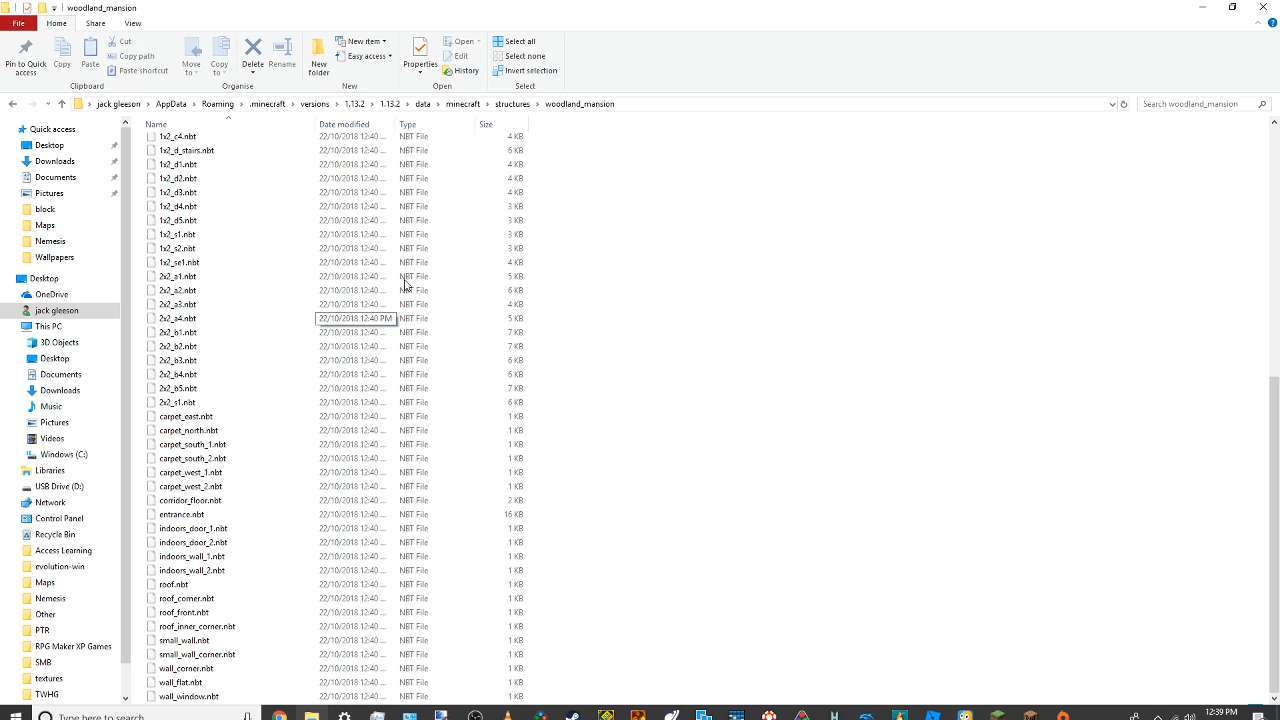 woodland_mansion
File Home Share View
Pin to Quick access
Copy
Paste
Cut
Copy path
Paste shortcut
Clipboard
Move to
Copy to
Delete
Rename
Organise
New folder
New item
Easy access
New
Properties
Open
Edit
History
Open
Select all
Select none
Invert selection
Select
jack gleeson › AppData › Roaming › .minecraft › versions › 1.13.2 › 1.13.2 › data › minecraft › structures › woodland_mansion
Search woodland_mansion
Quick access
Desktop
Downloads
Documents
Pictures
block
Maps
Nemesis
Wallpapers
Desktop
OneDrive
jack gleeson
This PC
3D Objects
Desktop
Documents
Downloads
Music
Pictures
Videos
Windows (C:)
Libraries
USB Drive (D:)
Network
Control Panel
Recycle Bin
Access Learning
evolution-win
Maps
Nemesis
Other
PTR
RPG Maker XP Games
SMB
textures
TWHG
Name Date modified Type Size
1x2_c4.nbt 22/10/2018 12:40 ... NBT File 4 KB
1x2_d_stairs.nbt 22/10/2018 12:40 ... NBT File 6 KB
1x2_d1.nbt 22/10/2018 12:40 ... NBT File 4 KB
1x2_d2.nbt 22/10/2018 12:40 ... NBT File 4 KB
1x2_d3.nbt 22/10/2018 12:40 ... NBT File 4 KB
1x2_d4.nbt 22/10/2018 12:40 ... NBT File 3 KB
1x2_d5.nbt 22/10/2018 12:40 ... NBT File 3 KB
1x2_s1.nbt 22/10/2018 12:40 ... NBT File 3 KB
1x2_s2.nbt 22/10/2018 12:40 ... NBT File 3 KB
1x2_se1.nbt 22/10/2018 12:40 ... NBT File 4 KB
2x2_a1.nbt 22/10/2018 12:40 ... NBT File 5 KB
2x2_a2.nbt 22/10/2018 12:40 ... NBT File 6 KB
2x2_a3.nbt 22/10/2018 12:40 ... NBT File 4 KB
2x2_a4.nbt 22/10/2018 12:40 PM NBT File 5 KB
2x2_b1.nbt 22/10/2018 12:40 ... NBT File 7 KB
2x2_b2.nbt 22/10/2018 12:40 ... NBT File 7 KB
2x2_b3.nbt 22/10/2018 12:40 ... NBT File 6 KB
2x2_b4.nbt 22/10/2018 12:40 ... NBT File 6 KB
2x2_b5.nbt 22/10/2018 12:40 ... NBT File 7 KB
2x2_s1.nbt 22/10/2018 12:40 ... NBT File 6 KB
carpet_east.nbt 22/10/2018 12:40 ... NBT File 1 KB
carpet_north.nbt 22/10/2018 12:40 ... NBT File 1 KB
carpet_south_1.nbt 22/10/2018 12:40 ... NBT File 1 KB
carpet_south_2.nbt 22/10/2018 12:40 ... NBT File 1 KB
carpet_west_1.nbt 22/10/2018 12:40 ... NBT File 1 KB
carpet_west_2.nbt 22/10/2018 12:40 ... NBT File 1 KB
corridor_floor.nbt 22/10/2018 12:40 ... NBT File 2 KB
entrance.nbt 22/10/2018 12:40 ... NBT File 16 KB
indoors_door_1.nbt 22/10/2018 12:40 ... NBT File 1 KB
indoors_door_2.nbt 22/10/2018 12:40 ... NBT File 1 KB
indoors_wall_1.nbt 22/10/2018 12:40 ... NBT File 1 KB
indoors_wall_2.nbt 22/10/2018 12:40 ... NBT File 1 KB
roof.nbt 22/10/2018 12:40 ... NBT File 1 KB
roof_corner.nbt 22/10/2018 12:40 ... NBT File 1 KB
roof_front.nbt 22/10/2018 12:40 ... NBT File 1 KB
roof_inner_corner.nbt 22/10/2018 12:40 ... NBT File 1 KB
small_wall.nbt 22/10/2018 12:40 ... NBT File 1 KB
small_wall_corner.nbt 22/10/2018 12:40 ... NBT File 1 KB
wall_corner.nbt 22/10/2018 12:40 ... NBT File 1 KB
wall_flat.nbt 22/10/2018 12:40 ... NBT File 1 KB
wall_window.nbt 22/10/2018 12:40 ... NBT File 1 KB
Type here to search
12:39 PM